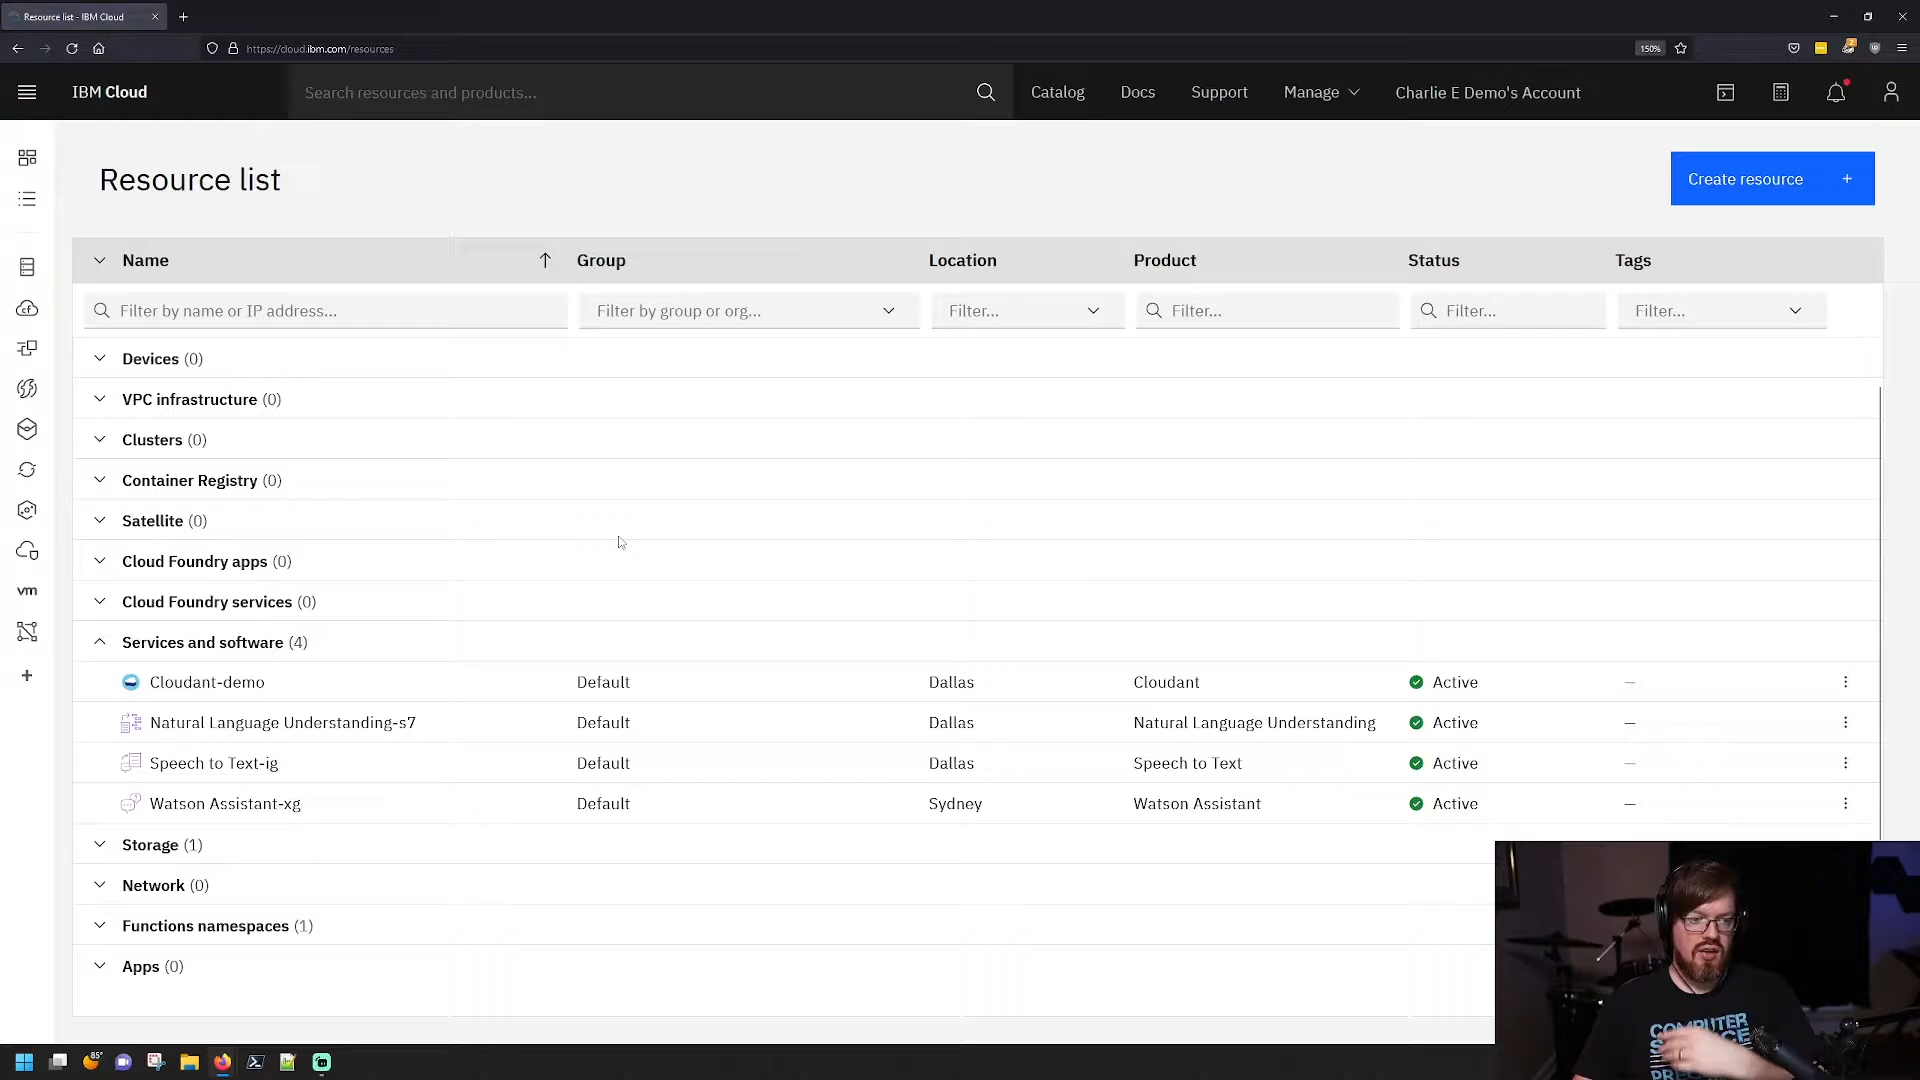 Resource list - IBM Cloud
https://cloud.ibm.com/resources
150%
IBM Cloud
Search resources and products...
Catalog
Docs
Support
Manage
Charlie E Demo's Account
Resource list
Create resource +
Name
Group
Location
Product
Status
Tags
Filter by name or IP address...
Filter by group or org...
Filter...
Filter...
Filter...
Filter...
Devices (0)
VPC infrastructure (0)
Clusters (0)
Container Registry (0)
Satellite (0)
Cloud Foundry apps (0)
Cloud Foundry services (0)
Services and software (4)
Cloudant-demo Default Dallas Cloudant Active —
Natural Language Understanding-s7 Default Dallas Natural Language Understanding Active —
Speech to Text-ig Default Dallas Speech to Text Active —
Watson Assistant-xg Default Sydney Watson Assistant Active —
Storage (1)
Network (0)
Functions namespaces (1)
Apps (0)
cf
vm
85°
COMPUTER